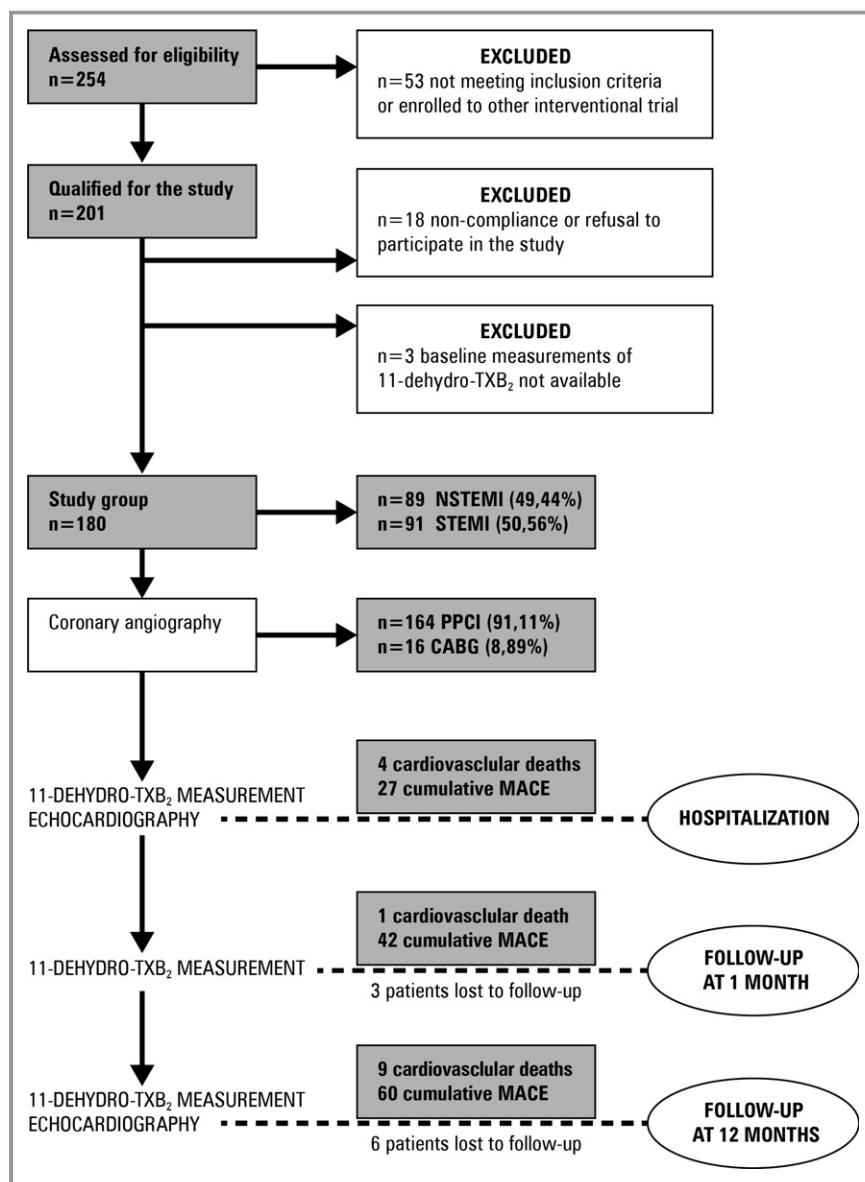 Assessed for eligibility
n=254
EXCLUDED
n=53 not meeting inclusion criteria
or enrolled to other interventional trial
Qualified for the study
n=201
EXCLUDED
n=18 non-compliance or refusal to
participate in the study
EXCLUDED
n=3 baseline measurements of
11-dehydro-TXB₂ not available
Study group
n=180
n=89 NSTEMI (49,44%)
n=91 STEMI (50,56%)
Coronary angiography
n=164 PPCI (91,11%)
n=16 CABG (8,89%)
4 cardiovasclular deaths
27 cumulative MACE
11-DEHYDRO-TXB₂ MEASUREMENT
ECHOCARDIOGRAPHY
HOSPITALIZATION
1 cardiovasclular death
42 cumulative MACE
11-DEHYDRO-TXB₂ MEASUREMENT
3 patients lost to follow-up
FOLLOW-UP
AT 1 MONTH
9 cardiovasclular deaths
60 cumulative MACE
11-DEHYDRO-TXB₂ MEASUREMENT
ECHOCARDIOGRAPHY
6 patients lost to follow-up
FOLLOW-UP
AT 12 MONTHS